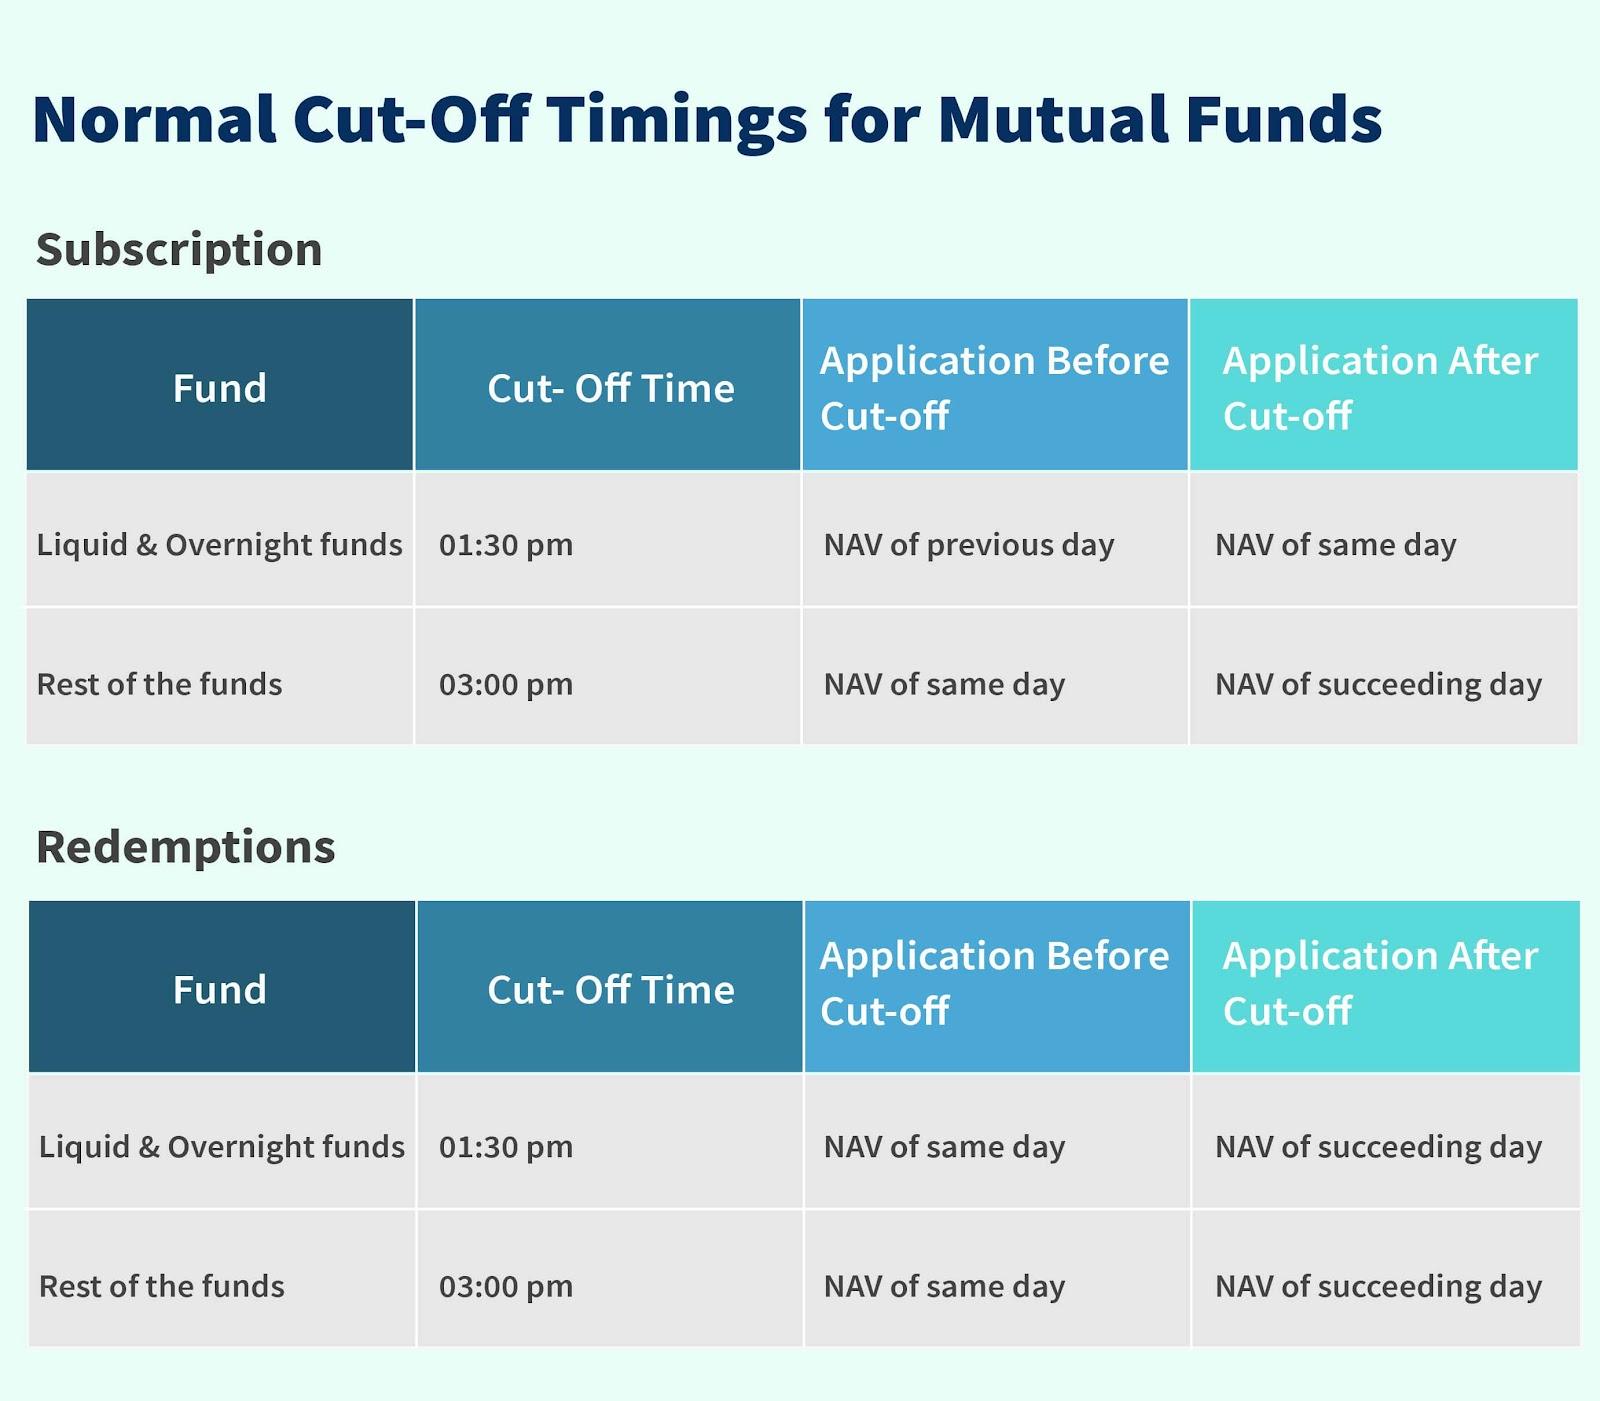 Normal Cut-Off Timings for Mutual Funds
Subscription
Fund
Cut- Off Time
Application Before
Cut-off
Application After
Cut-off
Liquid & Overnight funds
01:30 pm
NAV of previous day
NAV of same day
Rest of the funds
03:00 pm
NAV of same day
NAV of succeeding day
Redemptions
Fund
Cut- Off Time
Application Before
Cut-off
Application After
Cut-off
Liquid & Overnight funds
01:30 pm
NAV of same day
NAV of succeeding day
Rest of the funds
03:00 pm
NAV of same day
NAV of succeeding day